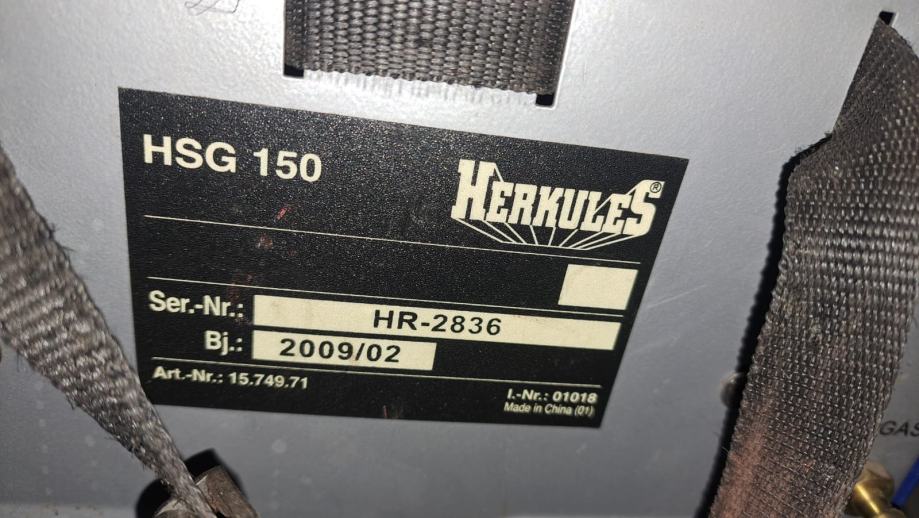 HSG 150
HERKULES®
Ser.-Nr.: HR-2836
Bj.: 2009/02
Art.-Nr.: 15.749.71
I.-Nr.: 01018
Made in China (01)
GAS